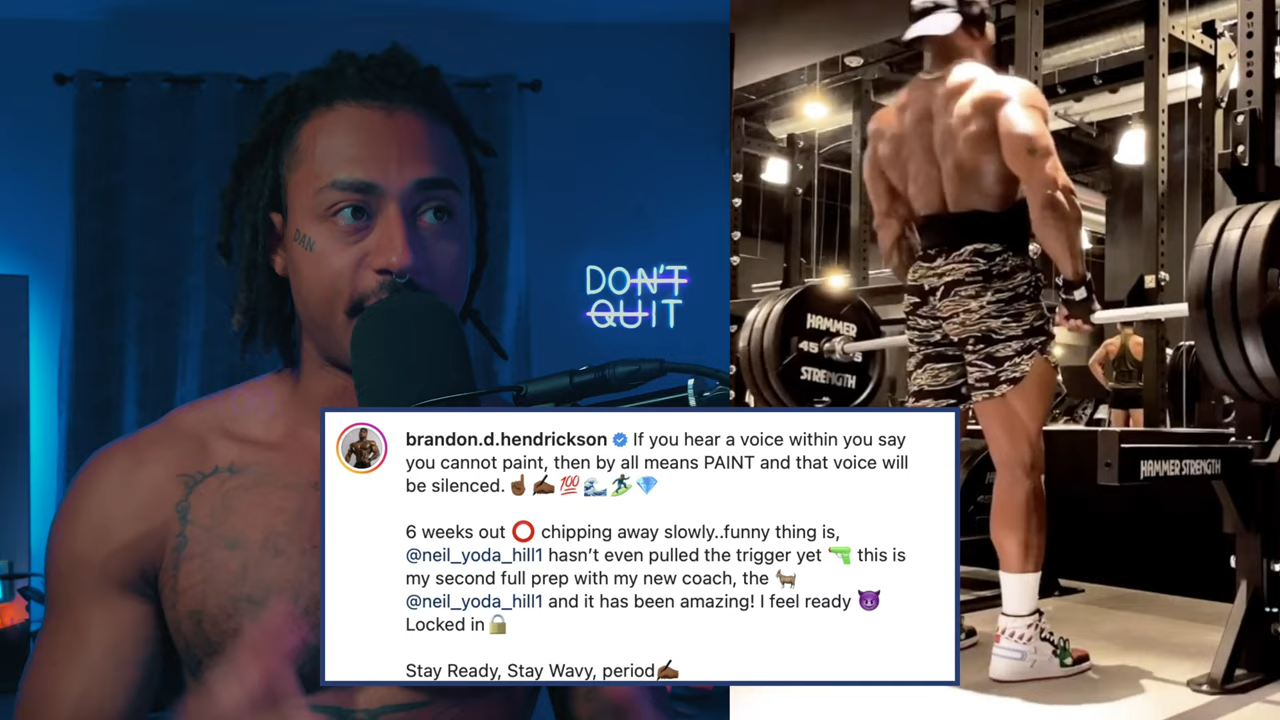 DAN
DON'T
QUIT
HAMMER
45
STRENGTH
HAMMER STRENGTH
brandon.d.hendrickson If you hear a voice within you say
you cannot paint, then by all means PAINT and that voice will
be silenced. ☝🏾✍🏾💯🌊🏄🏾‍♂️💎
6 weeks out ⭕ chipping away slowly..funny thing is,
@neil_yoda_hill1 hasn't even pulled the trigger yet 🔫 this is
my second full prep with my new coach, the 🐐
@neil_yoda_hill1 and it has been amazing! I feel ready 😈
Locked in 🔒
Stay Ready, Stay Wavy, period✍🏾